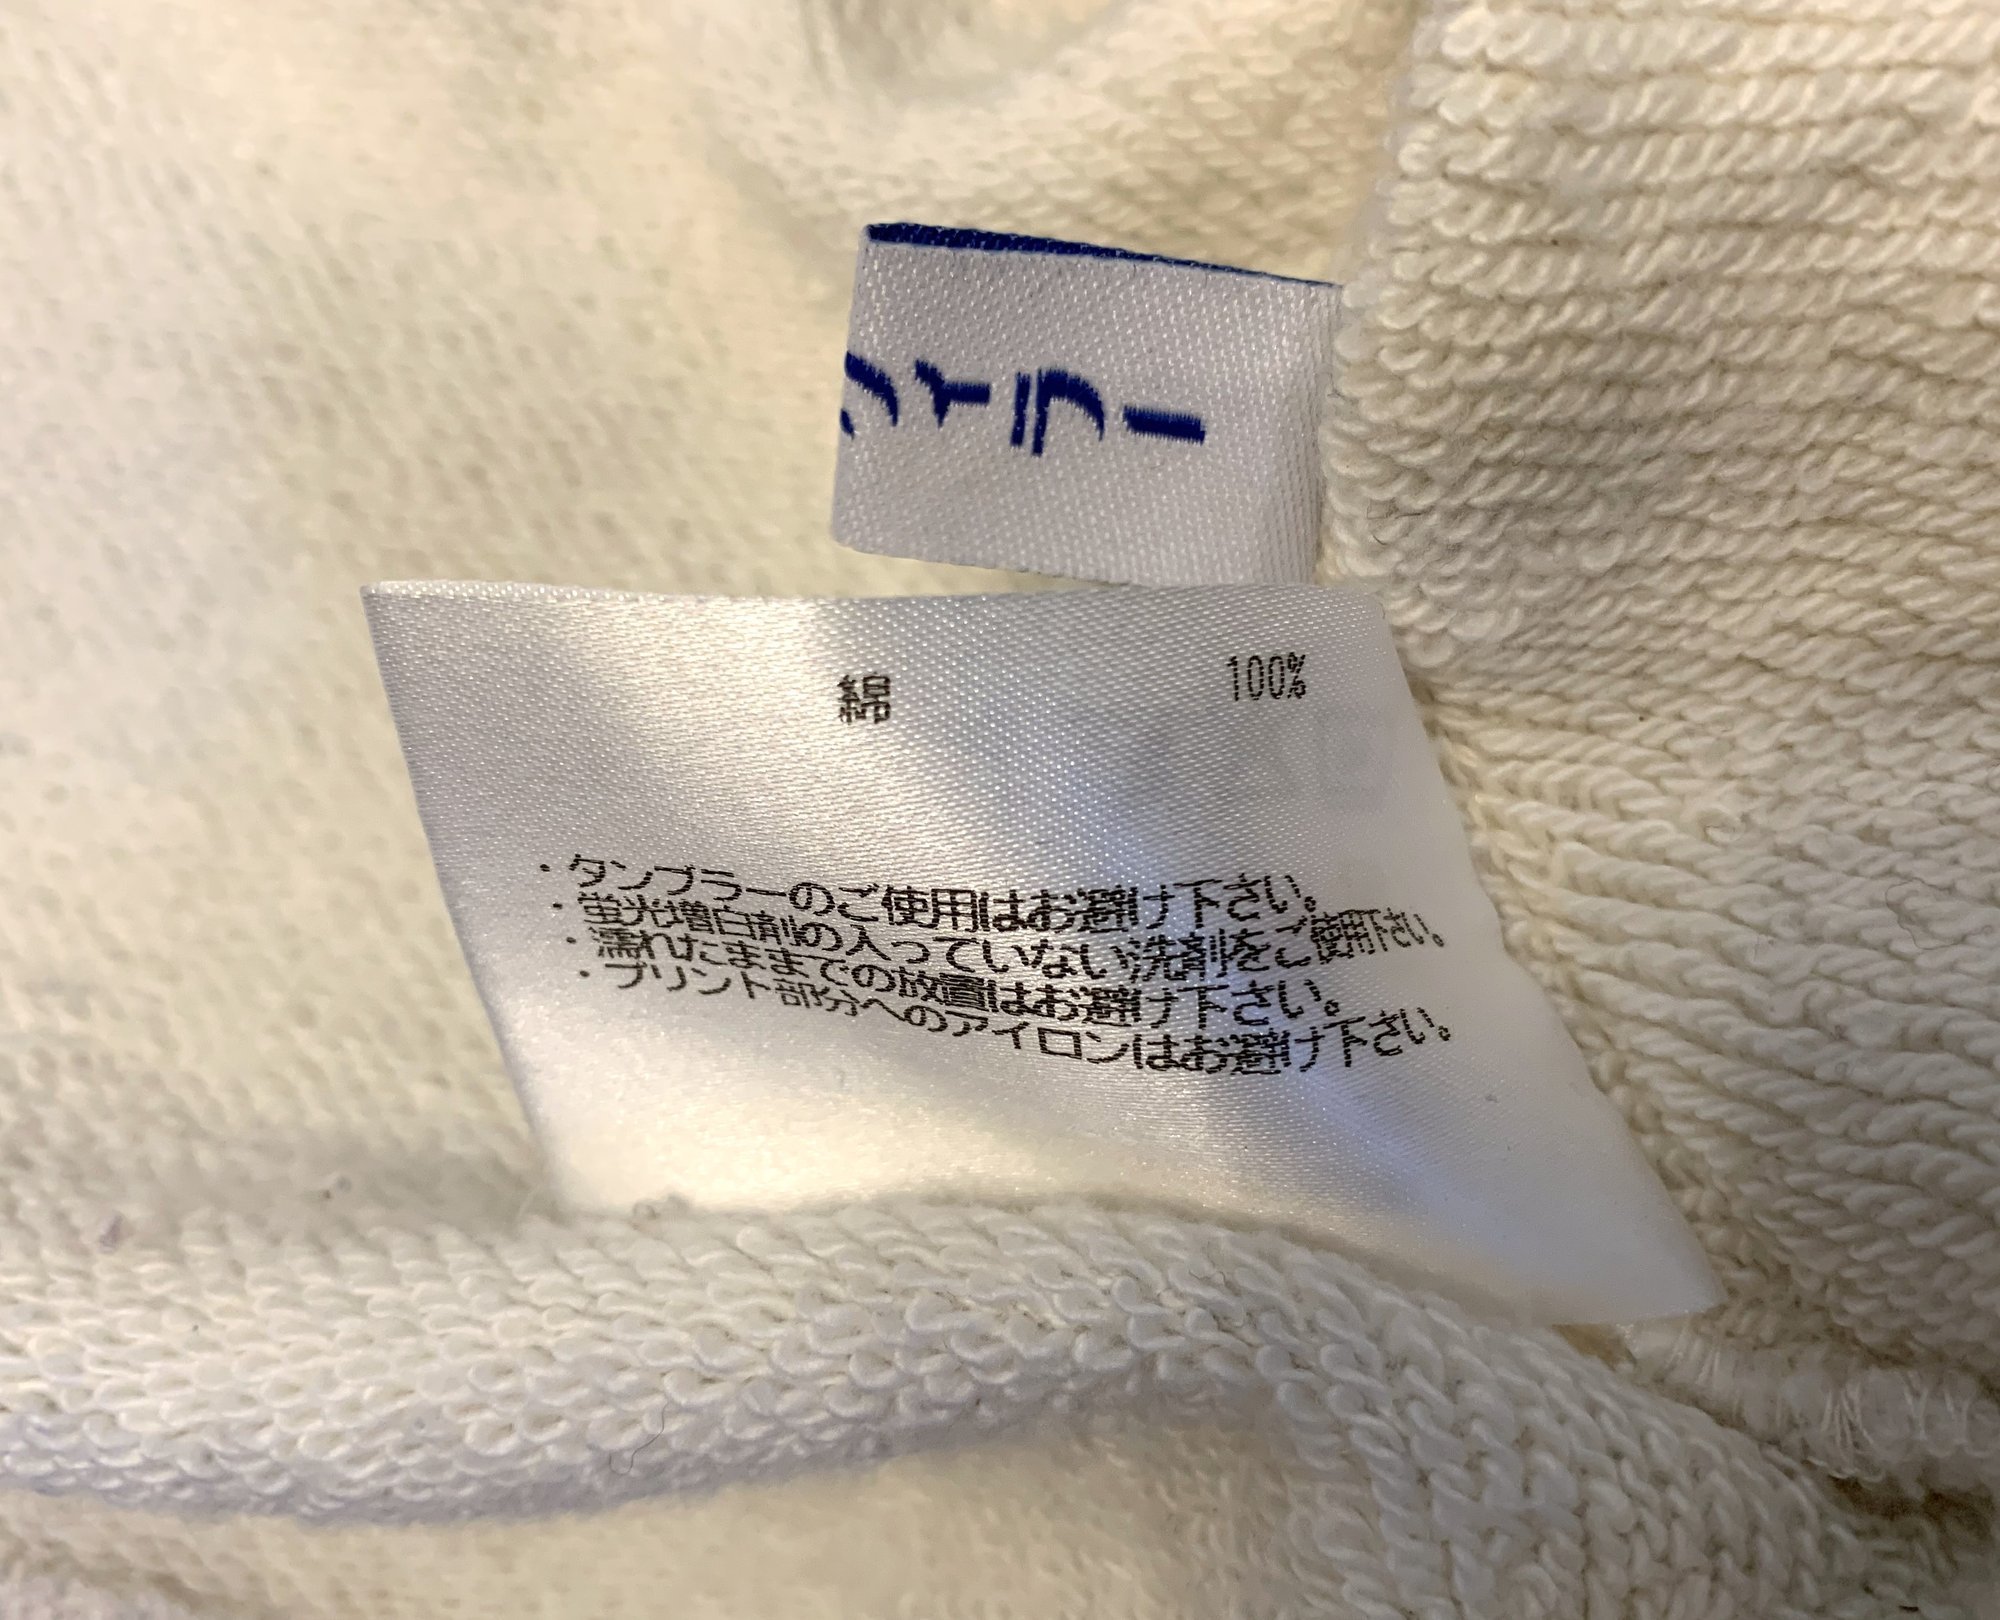 綿 100%
・タンブラーのご使用はお避け下さい。
・蛍光増白剤の入っていない洗剤をご使用下さい。
・濡れたままでの放置はお避け下さい。
・プリント部分へのアイロンはお避け下さい。